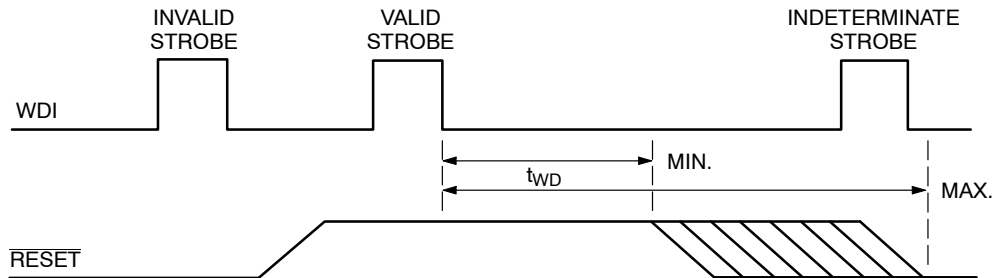 INVALID
STROBE
VALID
STROBE
INDETERMINATE
STROBE
WDI
MIN.
tWD
MAX.
RESET